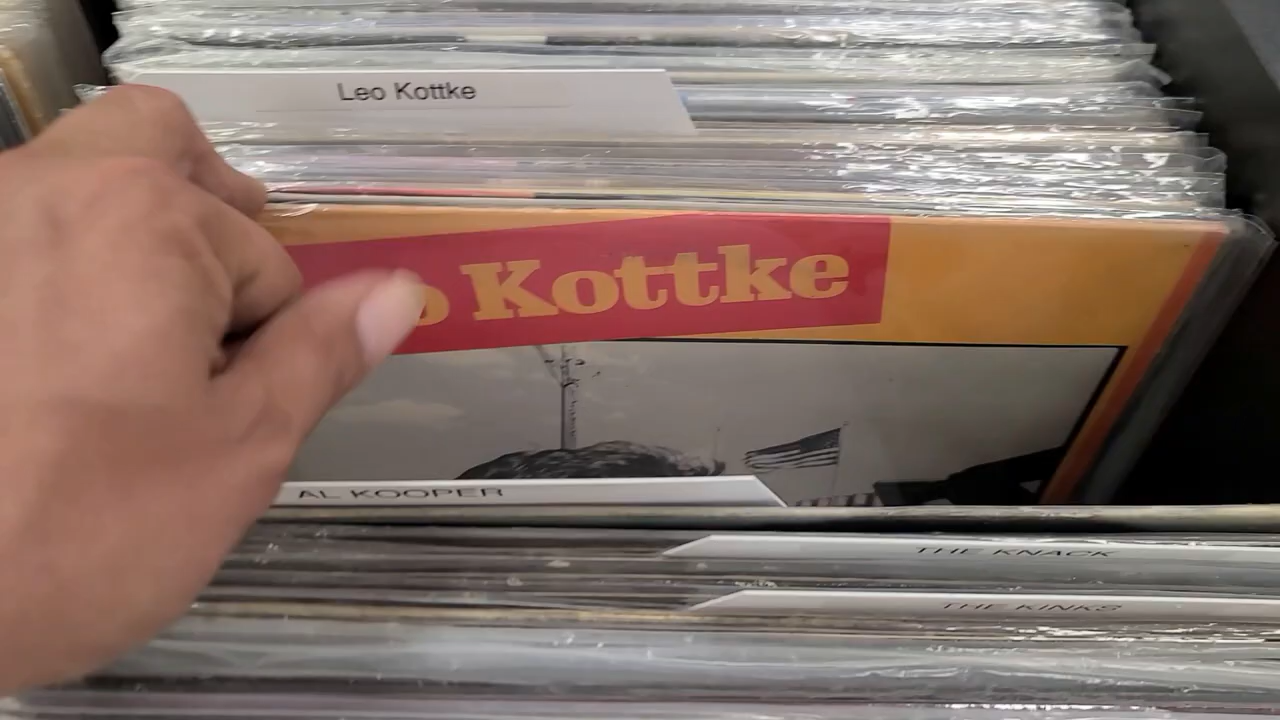 Leo Kottke
o Kottke
AL KOOPER
THE KNACK
THE KINKS